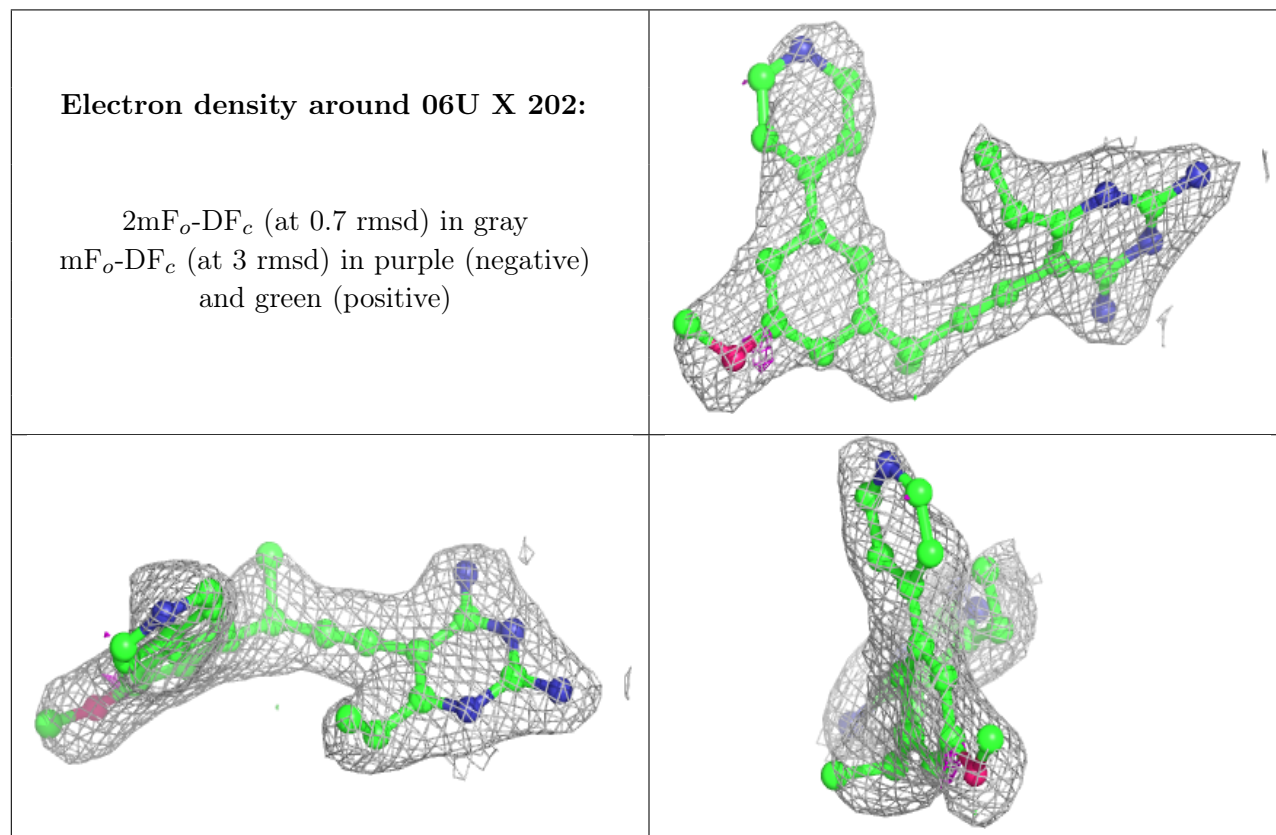 Electron density around 06U X 202:
2mFo-DFc (at 0.7 rmsd) in gray
mFo-DFc (at 3 rmsd) in purple (negative)
and green (positive)